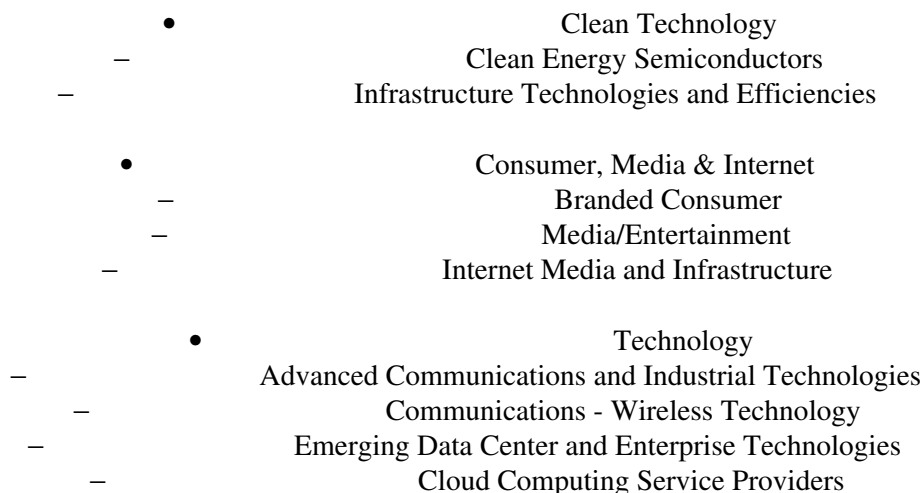 • Clean Technology
– Clean Energy Semiconductors
– Infrastructure Technologies and Efficiencies
• Consumer, Media & Internet
– Branded Consumer
– Media/Entertainment
– Internet Media and Infrastructure
• Technology
– Advanced Communications and Industrial Technologies
– Communications - Wireless Technology
– Emerging Data Center and Enterprise Technologies
– Cloud Computing Service Providers